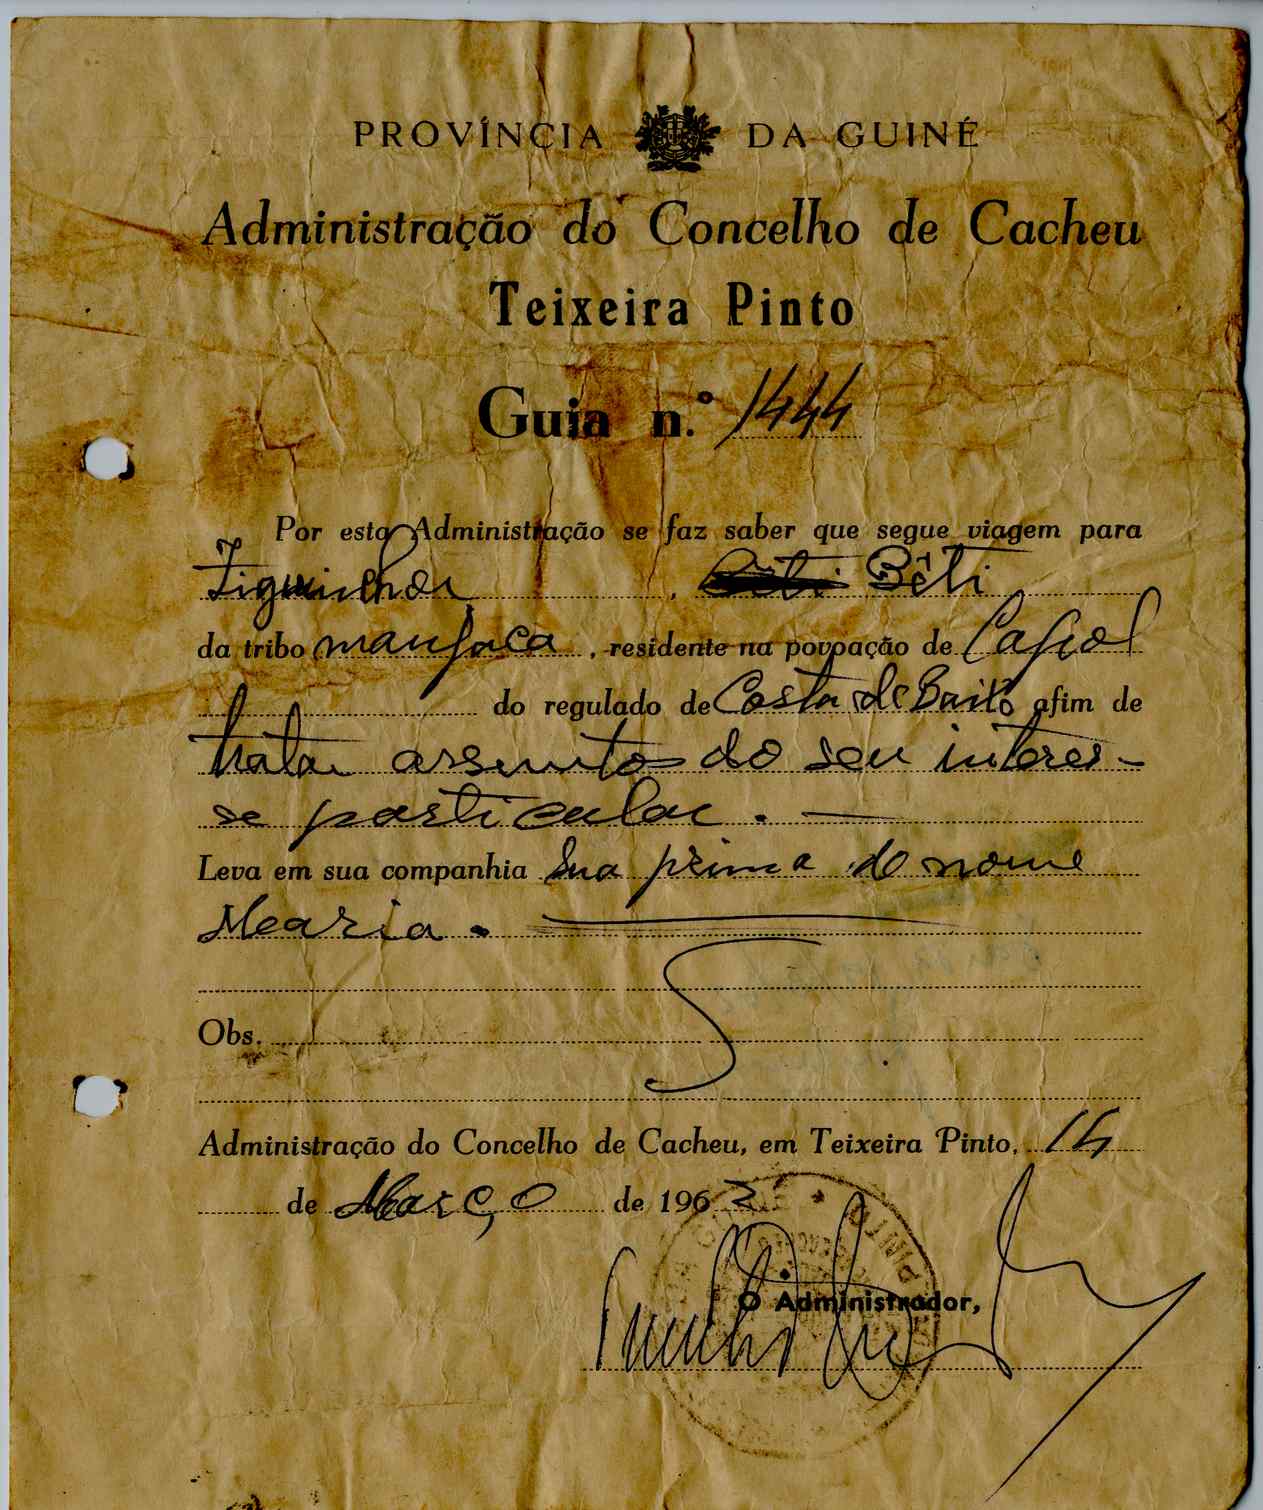 PROVÍNCIA DA GUINÉ
Administração do Concelho de Cacheu
Teixeira Pinto
Guia n.º 1444
Por esta Administração se faz saber que segue viagem para
Ziguinchor, Bêti
da tribo manjaca, residente na povoação de Cajiol
do regulado de Costa de Baixo afim de
tratar assuntos do seu interes-
se particular. —
Leva em sua companhia sua prima de nome
Maria.
Obs.
Administração do Concelho de Cacheu, em Teixeira Pinto, 14
de Março de 1963
PINTO
O Administrador,